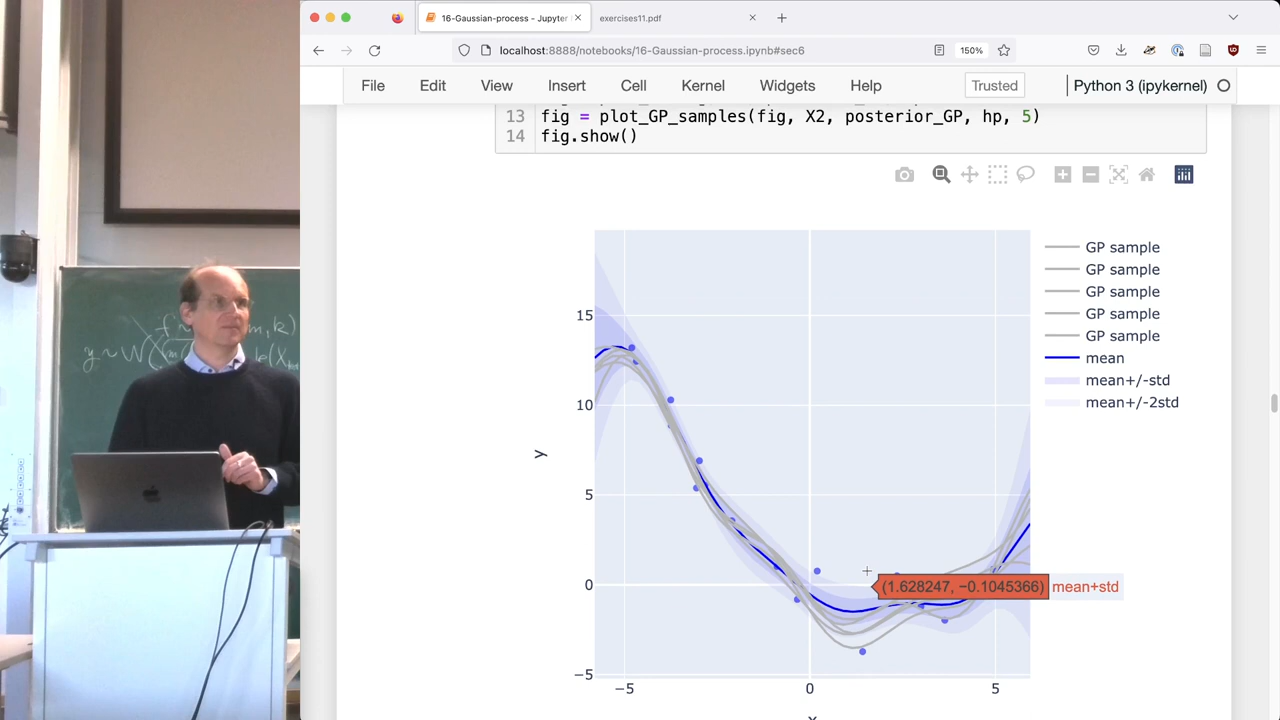 16-Gaussian-process - Jupyter
exercises11.pdf
localhost:8888/notebooks/16-Gaussian-process.ipynb#sec6
150%
File Edit View Insert Cell Kernel Widgets Help
Trusted
Python 3 (ipykernel)
13 fig = plot_GP_samples(fig, X2, posterior_GP, hp, 5)
14 fig.show()
GP sample
GP sample
GP sample
GP sample
GP sample
mean
mean+/-std
mean+/-2std
15
10
y
5
0
(1.628247, −0.1045366) mean+std
−5
−5 0 5
x